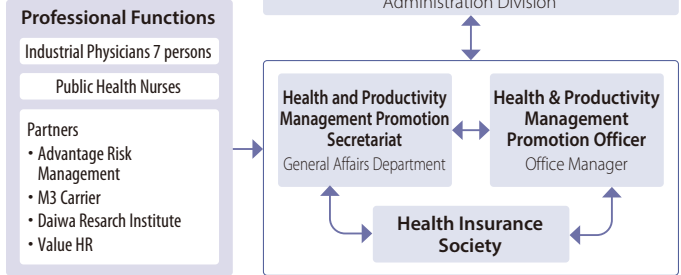 Administration Division
Professional Functions
Industrial Physicians 7 persons
Public Health Nurses
Partners
• Advantage Risk
Management
• M3 Carrier
• Daiwa Resarch Institute
• Value HR
Health and Productivity
Management Promotion
Secretariat
General Affairs Department
Health & Productivity
Management
Promotion Officer
Office Manager
Health Insurance
Society